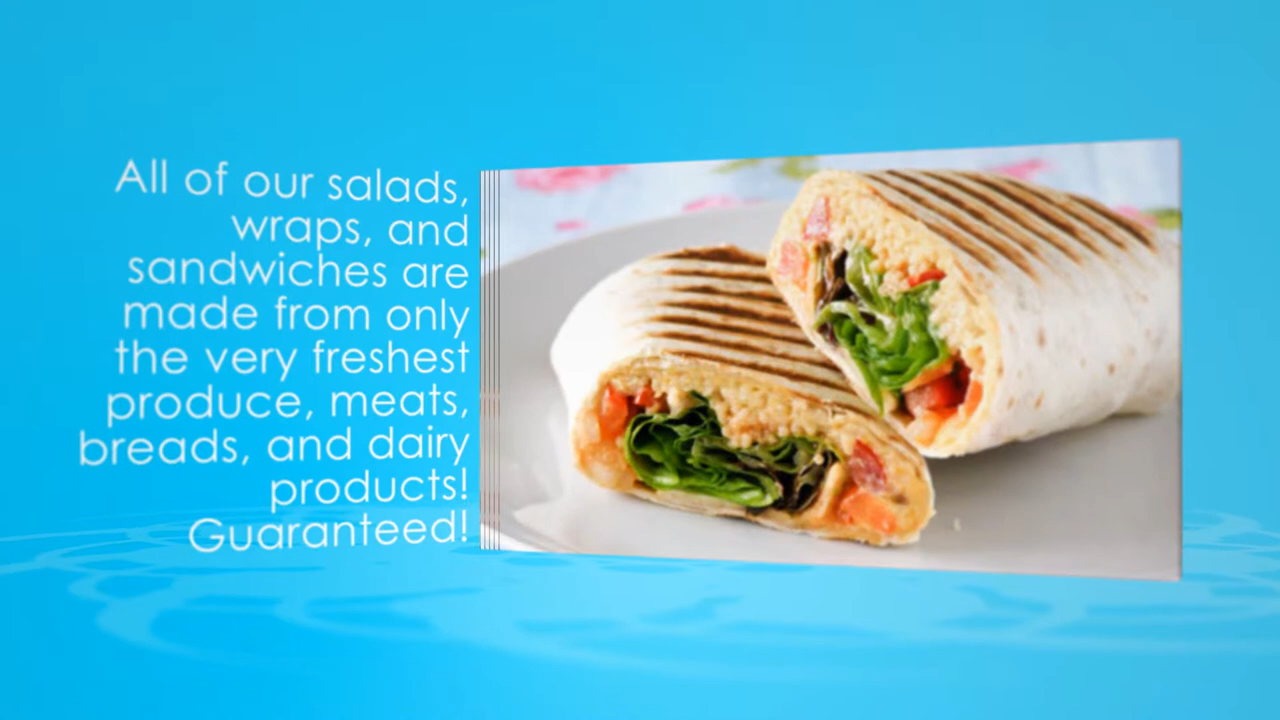 All of our salads,
wraps, and
sandwiches are
made from only
the very freshest
produce, meats,
breads, and dairy
products!
Guaranteed!